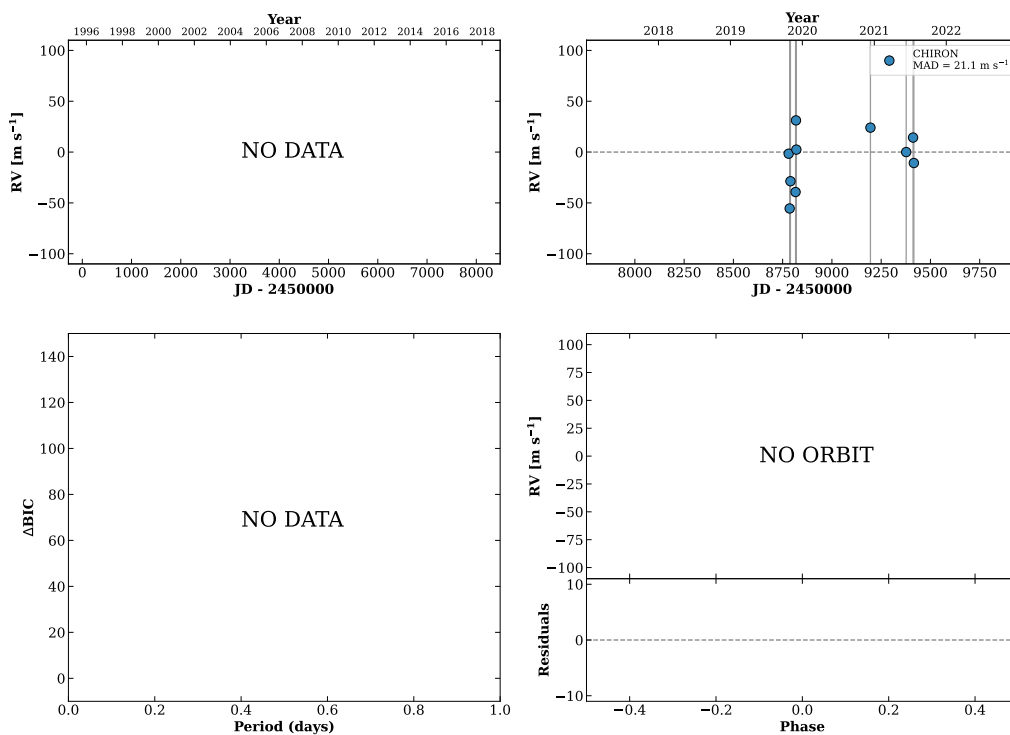 Year
1996 1998 2000 2002 2004 2006 2008 2010 2012 2014 2016 2018
100
50
0
−50
−100
RV [m s⁻¹]
NO DATA
0 1000 2000 3000 4000 5000 6000 7000 8000
JD - 2450000
Year
2018 2019 2020 2021 2022
100
50
0
−50
−100
RV [m s⁻¹]
CHIRON
MAD = 21.1 m s⁻¹
8000 8250 8500 8750 9000 9250 9500 9750
JD - 2450000
140
120
100
80
60
40
20
0
ΔBIC
NO DATA
0.0 0.2 0.4 0.6 0.8 1.0
Period (days)
100
75
50
25
0
−25
−50
−75
−100
RV [m s⁻¹]
NO ORBIT
10
0
−10
Residuals
−0.4 −0.2 0.0 0.2 0.4
Phase